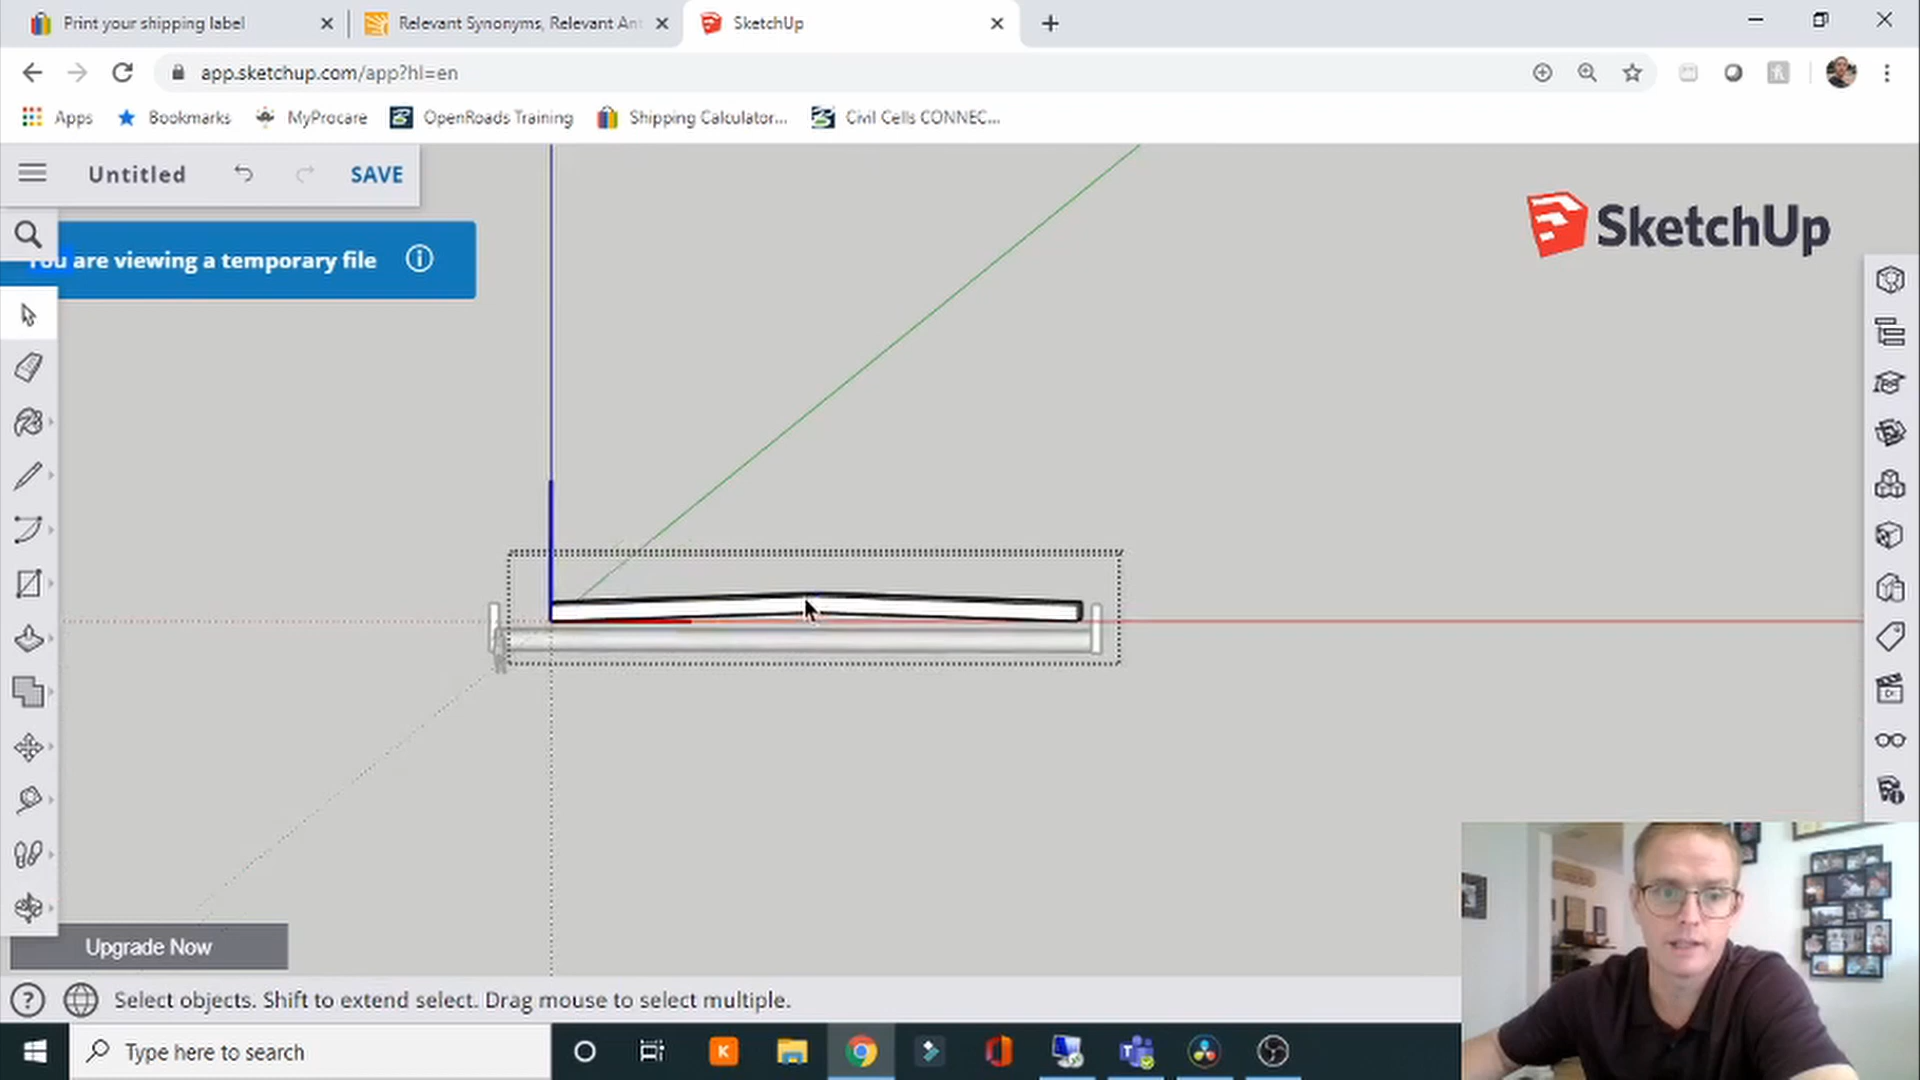 Print your shipping label
Relevant Synonyms, Relevant Ant
SketchUp
app.sketchup.com/app?hl=en
Apps
Bookmarks
MyProcare
OpenRoads Training
Shipping Calculator...
Civil Cells CONNEC...
Untitled
SAVE
SketchUp
You are viewing a temporary file
Upgrade Now
Select objects. Shift to extend select. Drag mouse to select multiple.
Type here to search